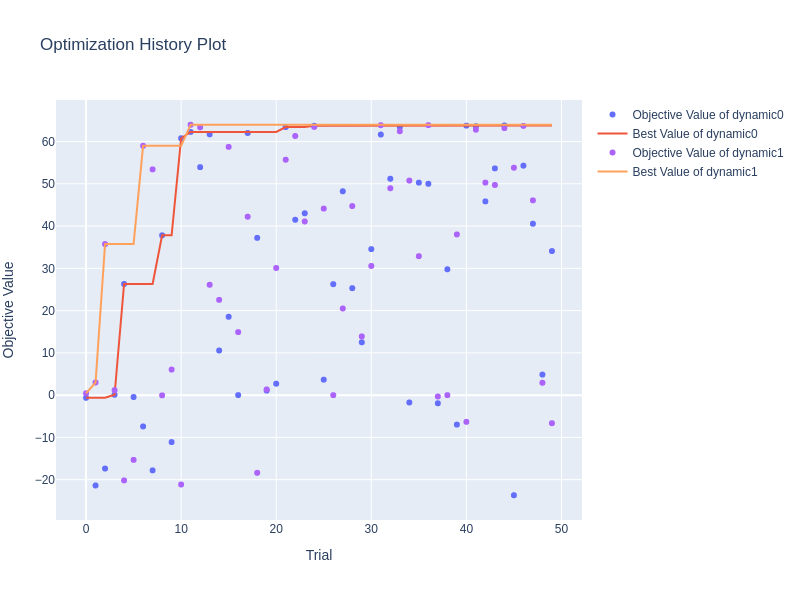 Optimization History Plot
Objective Value of dynamic0
Best Value of dynamic0
Objective Value of dynamic1
Best Value of dynamic1
60
50
40
30
20
10
0
−10
−20
Objective Value
0
10
20
30
40
50
Trial